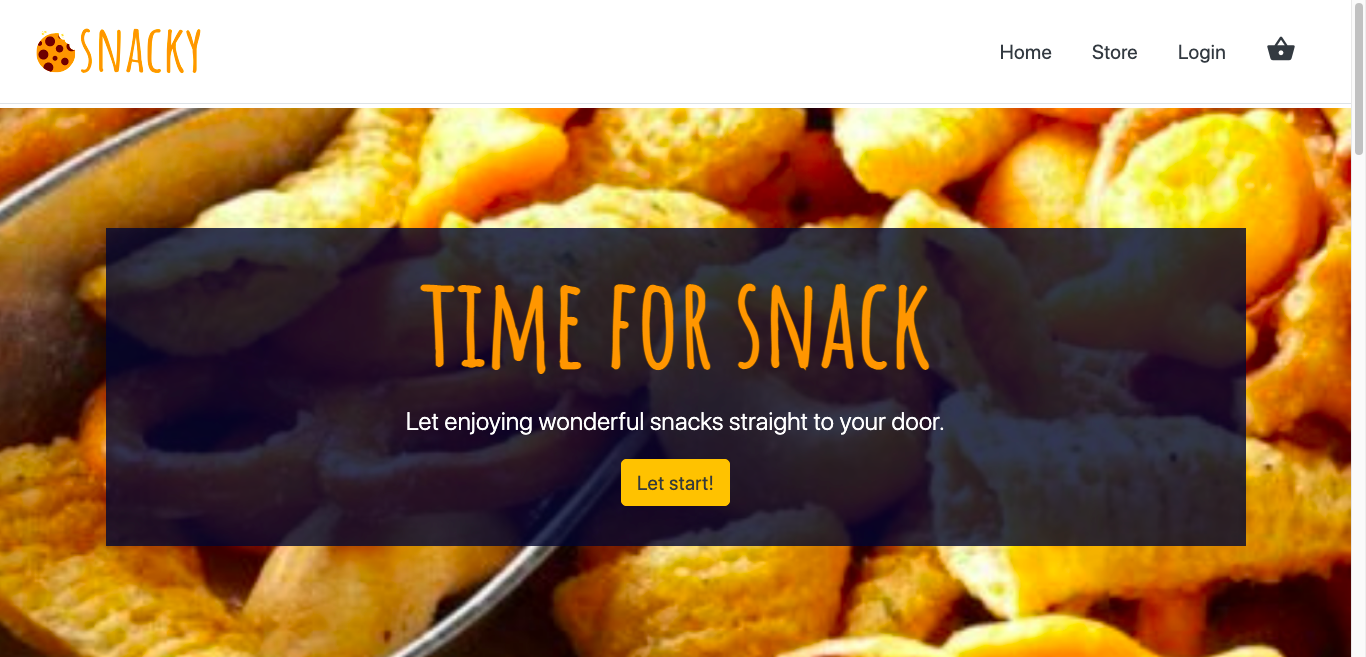 SNACKY
Home Store Login
TIME FOR SNACK
Let enjoying wonderful snacks straight to your door.
Let start!